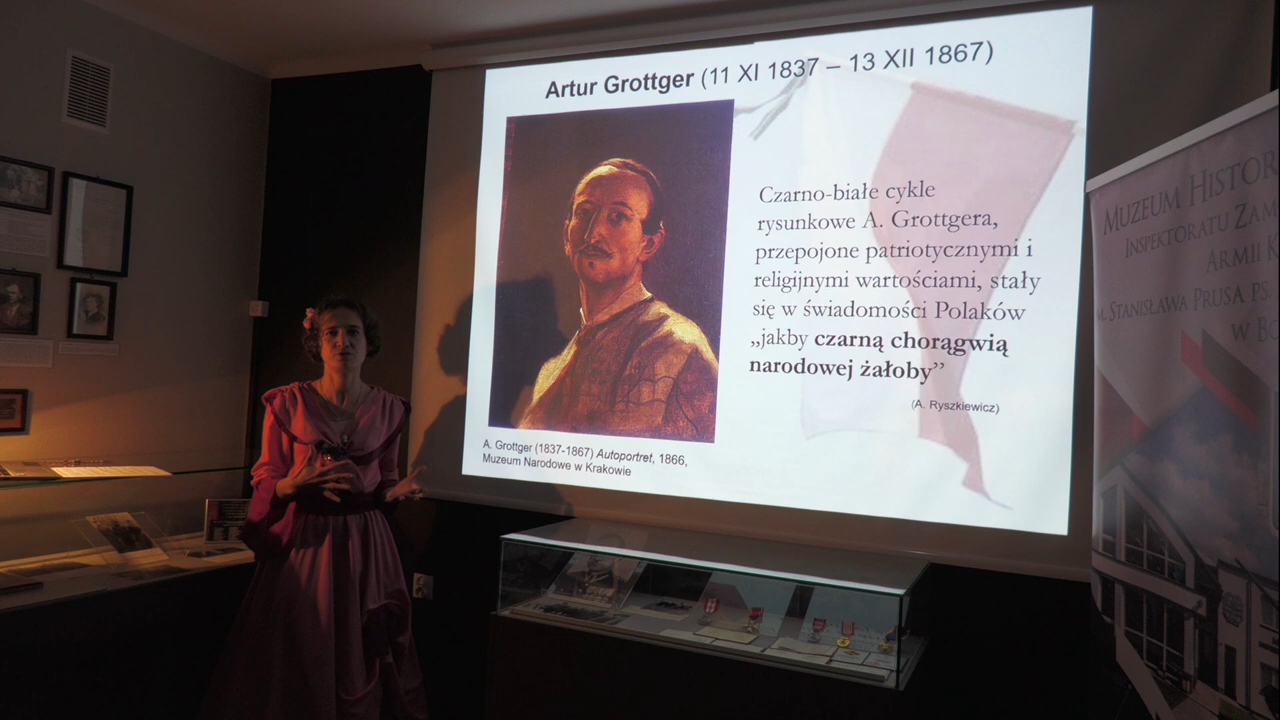 Artur Grottger (11 XI 1837 – 13 XII 1867)
Czarno-białe cykle
rysunkowe A. Grottgera,
przepojone patriotycznymi i
religijnymi wartościami, stały
się w świadomości Polaków
„jakby czarną chorągwią
narodowej żałoby”
(A. Ryszkiewicz)
A. Grottger (1837-1867) Autoportret, 1866,
Muzeum Narodowe w Krakowie
MUZEUM HISTOR
INSPEKTORATU ZAM
ARMII K
M. STANISŁAWA PRUSA PS.
W BO